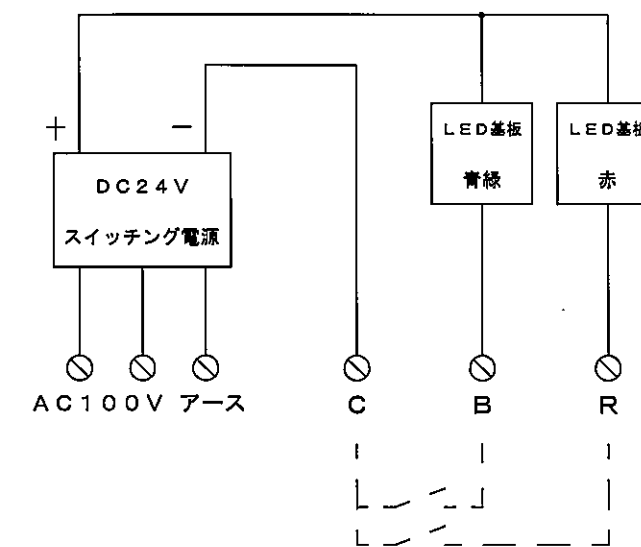 + −
LED基板 LED基板
DC24V
青緑 赤
スイッチング電源
AC100V アース C B R